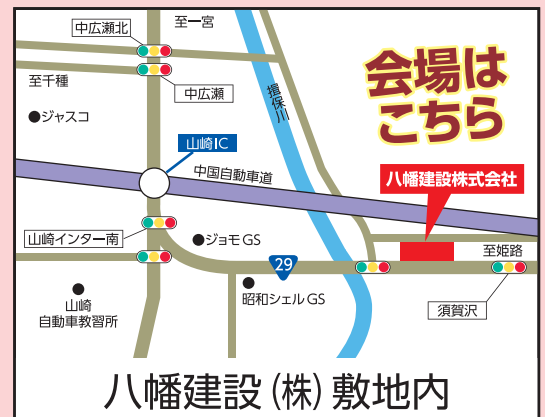 中広瀬北
至一宮
会場は
こちら
至千種
中広瀬
揖保川
●ジャスコ
山崎IC
中国自動車道
八幡建設株式会社
山崎インター南
●ジョモGS
至姫路
29
昭和シェルGS
須賀沢
山崎
自動車教習所
八幡建設(株)敷地内